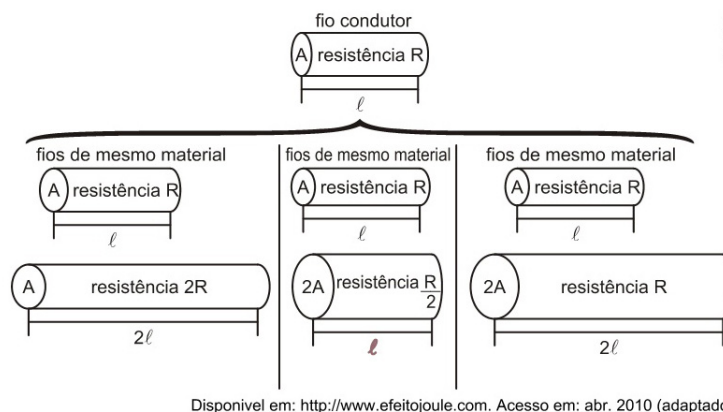 fio condutor
A resistência R
ℓ
fios de mesmo material
A resistência R
ℓ
A resistência 2R
2ℓ
fios de mesmo material
A resistência R
ℓ
2A resistência R/2
ℓ
fios de mesmo material
A resistência R
ℓ
2A resistência R
2ℓ
Disponivel em: http://www.efeitojoule.com. Acesso em: abr. 2010 (adaptado